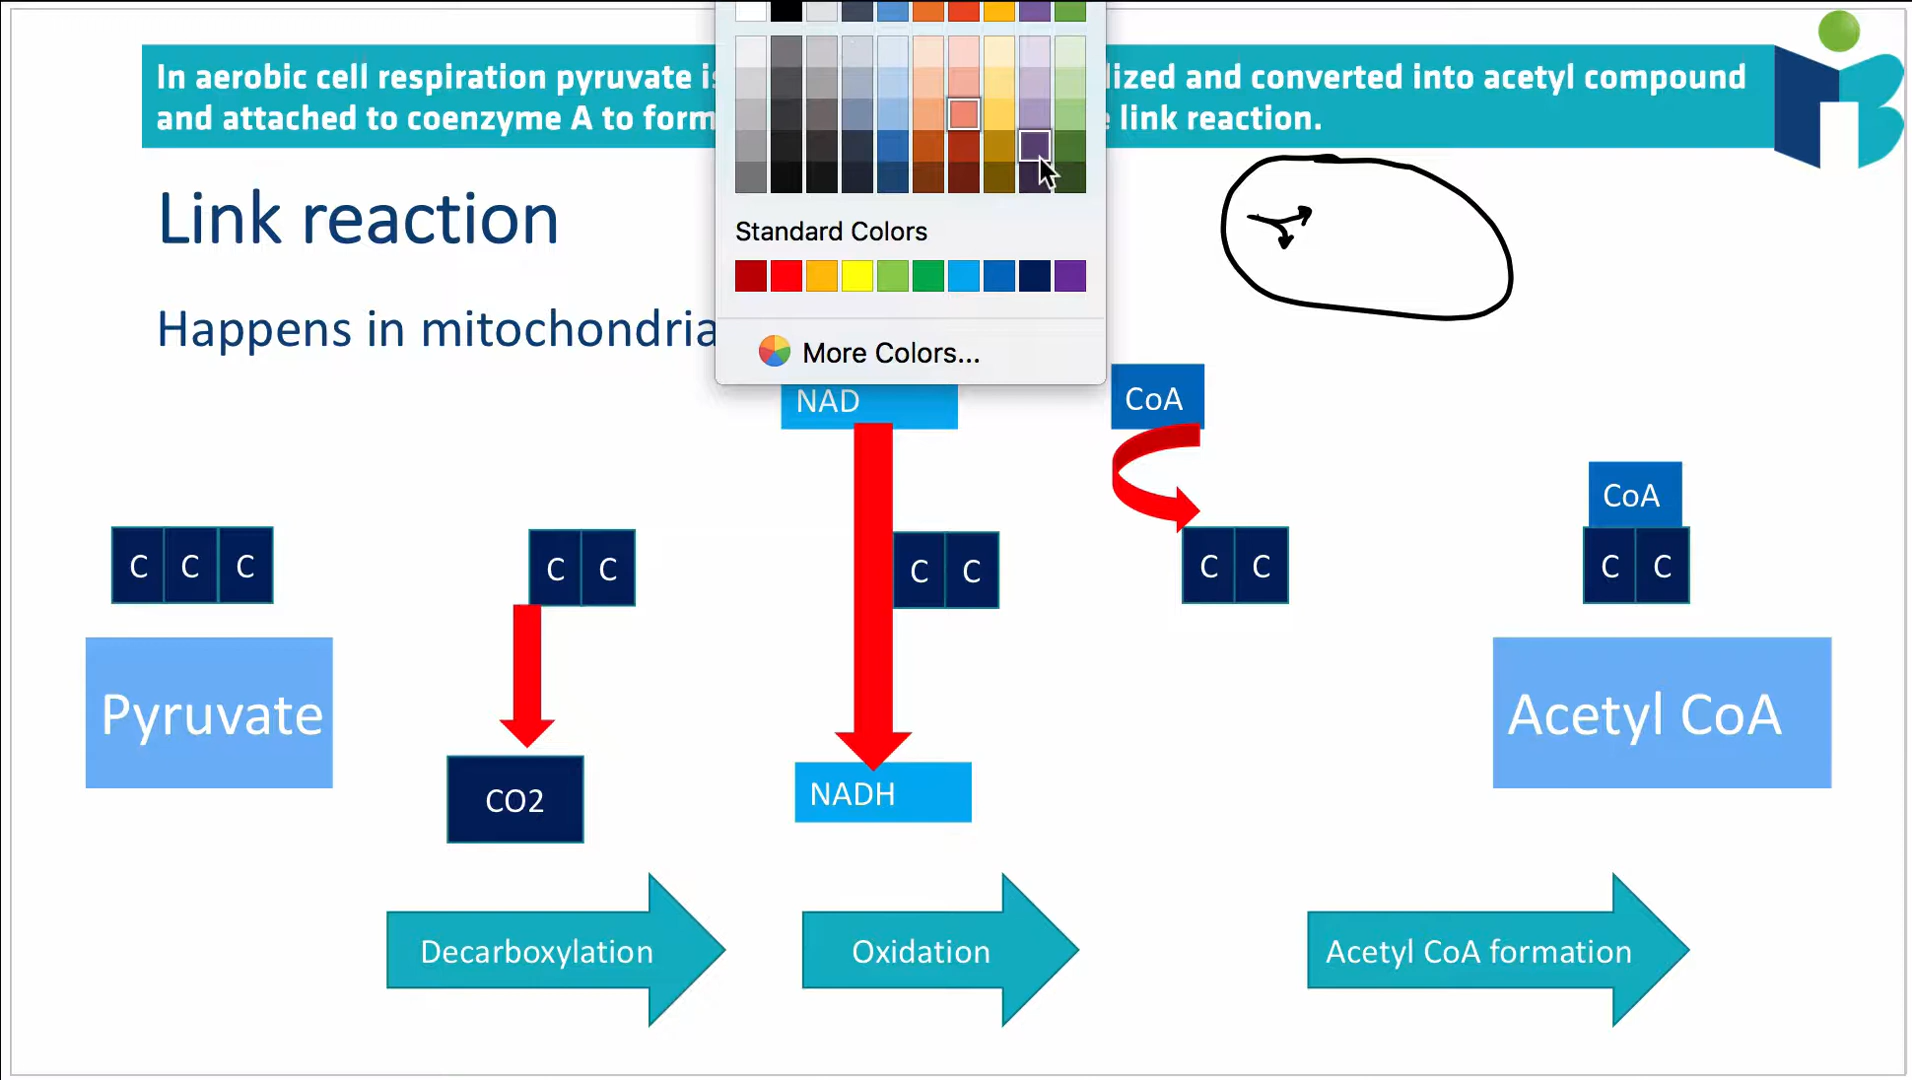 In aerobic cell respiration pyruvate is lized and converted into acetyl compound
and attached to coenzyme A to form link reaction.
Link reaction
Standard Colors
Happens in mitochondria
More Colors...
NAD
CoA
CoA
C C C
C C
C C
C C
C C
Pyruvate
Acetyl CoA
CO2
NADH
Decarboxylation
Oxidation
Acetyl CoA formation